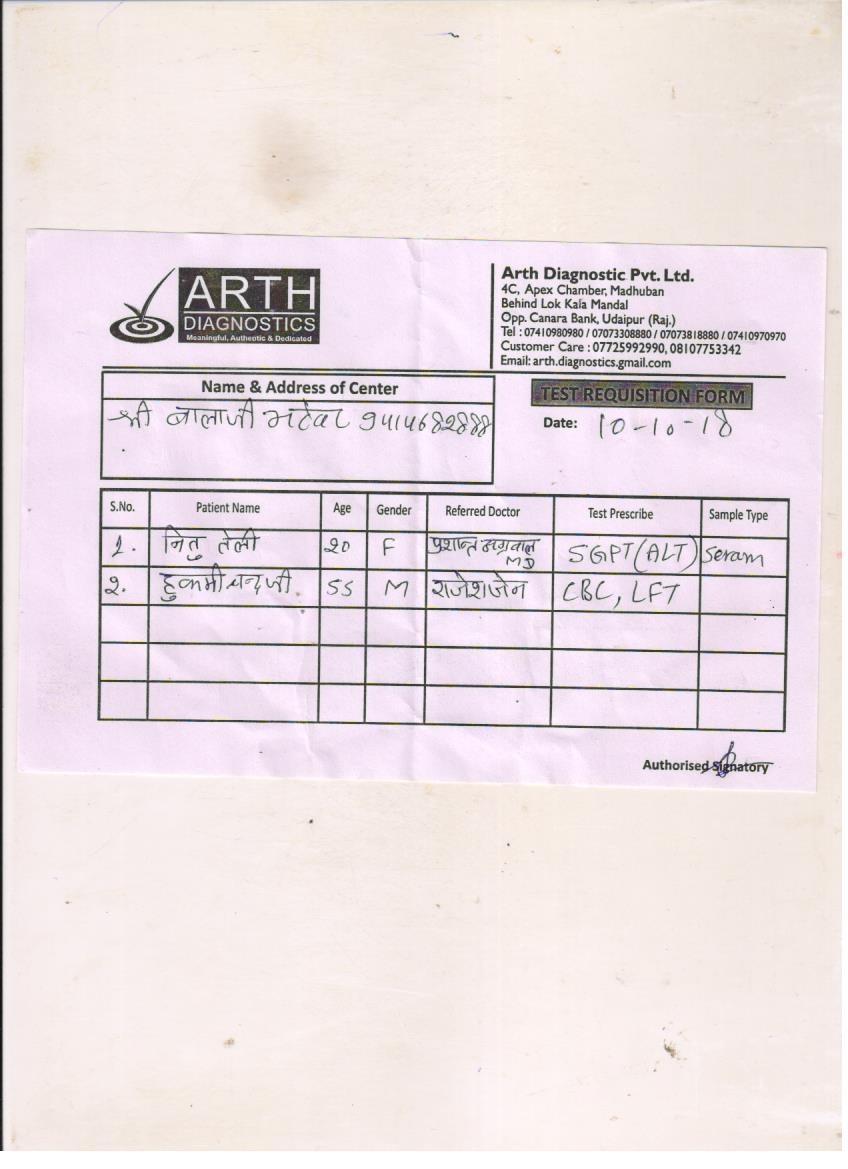 ARTH
DIAGNOSTICS
Meaningful, Authentic & Dedicated
Arth Diagnostic Pvt. Ltd.
4C, Apex Chamber, Madhuban
Behind Lok Kala Mandal
Opp. Canara Bank, Udaipur (Raj.)
Tel : 07410980980 / 07073308880 / 07073818880 / 07410970970
Customer Care : 07725992990, 08107753342
Email: arth.diagnostics.gmail.com
Name & Address of Center
श्री बालाजी भटेवर 9414682888
TEST REQUISITION FORM
Date: 10-10-18
S.No. Patient Name Age Gender Referred Doctor Test Prescribe Sample Type
1. नितु तेली 20 F प्रशान्त अग्रवाल MD SGPT (ALT) Seram
2. हुकमीचन्दजी 55 M राजेशजेन CBC, LFT
Authorised Signatory